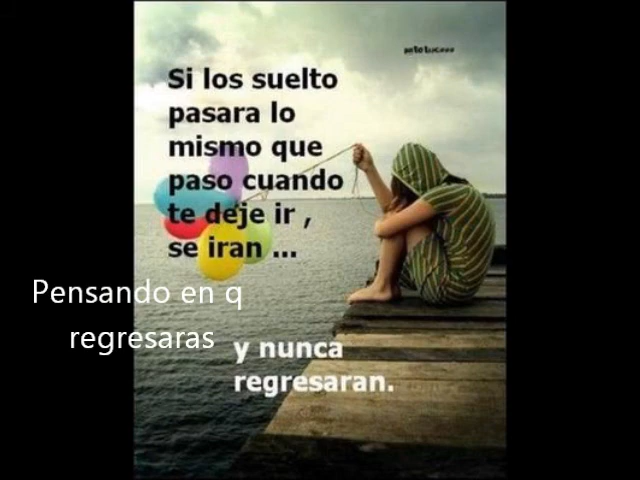 Si los suelto
pasara lo
mismo que
paso cuando
te deje ir ,
se iran ...
Pensando en q
regresaras
y nunca
regresaran.